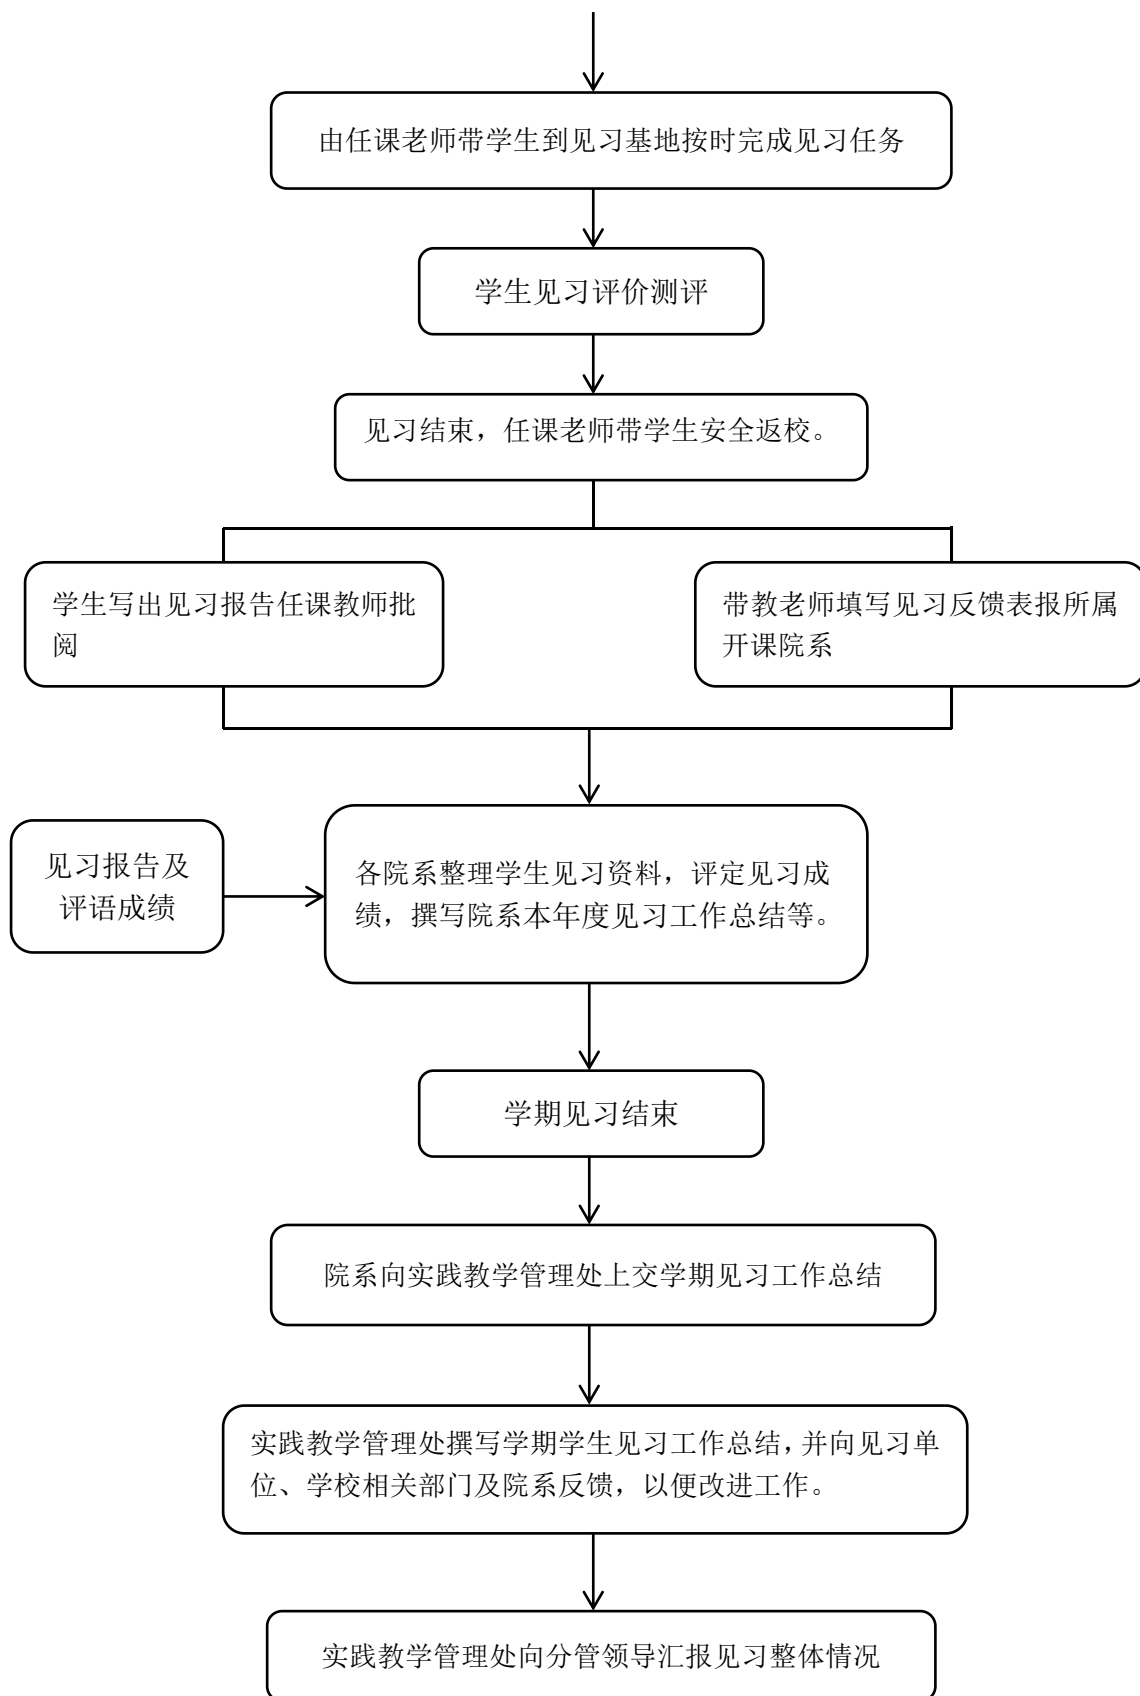 由任课老师带学生到见习基地按时完成见习任务
学生见习评价测评
见习结束，任课老师带学生安全返校。
学生写出见习报告任课教师批
阅
带教老师填写见习反馈表报所属
开课院系
见习报告及
评语成绩
各院系整理学生见习资料，评定见习成
绩，撰写院系本年度见习工作总结等。
学期见习结束
院系向实践教学管理处上交学期见习工作总结
实践教学管理处撰写学期学生见习工作总结，并向见习单
位、学校相关部门及院系反馈，以便改进工作。
实践教学管理处向分管领导汇报见习整体情况